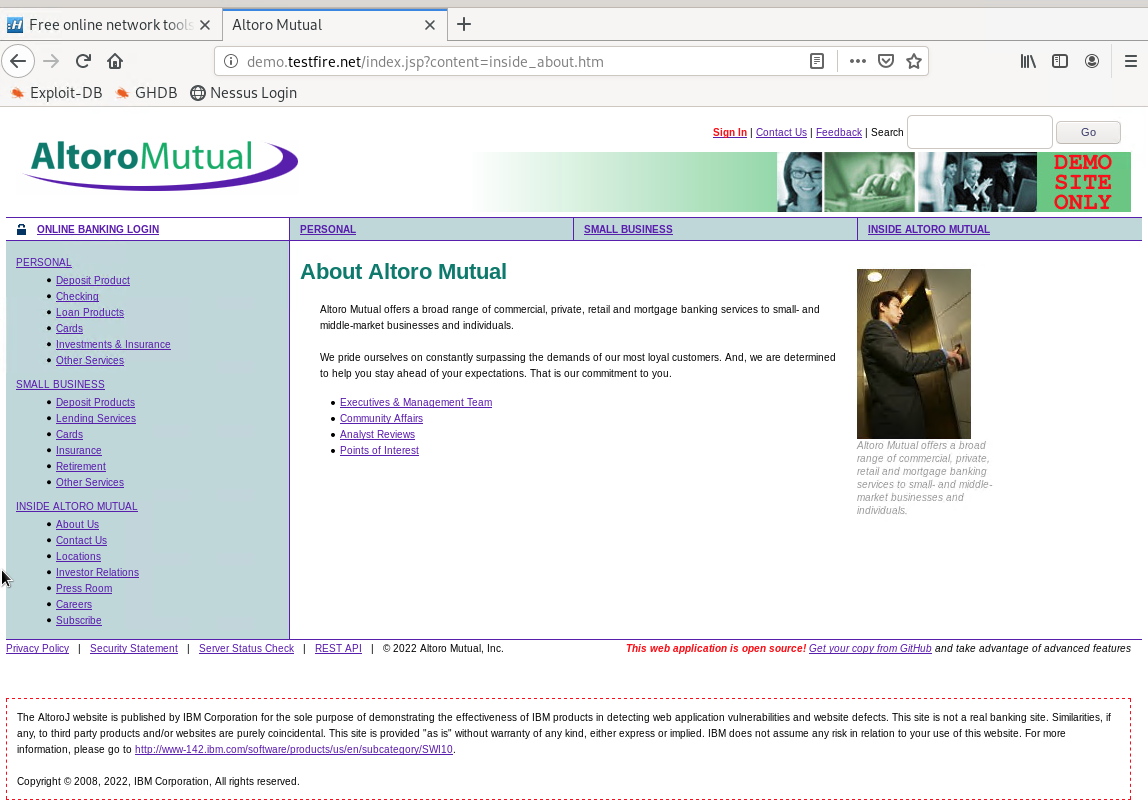 Free online network tools
Altoro Mutual
demo.testfire.net/index.jsp?content=inside_about.htm
Exploit-DB
GHDB
Nessus Login
Sign In | Contact Us | Feedback | Search
Go
AltoroMutual
DEMO
SITE
ONLY
ONLINE BANKING LOGIN
PERSONAL
SMALL BUSINESS
INSIDE ALTORO MUTUAL
PERSONAL
Deposit Product
Checking
Loan Products
Cards
Investments & Insurance
Other Services
SMALL BUSINESS
Deposit Products
Lending Services
Cards
Insurance
Retirement
Other Services
INSIDE ALTORO MUTUAL
About Us
Contact Us
Locations
Investor Relations
Press Room
Careers
Subscribe
About Altoro Mutual
Altoro Mutual offers a broad range of commercial, private, retail and mortgage banking services to small- and
middle-market businesses and individuals.
We pride ourselves on constantly surpassing the demands of our most loyal customers. And, we are determined
to help you stay ahead of your expectations. That is our commitment to you.
Executives & Management Team
Community Affairs
Analyst Reviews
Points of Interest
Altoro Mutual offers a broad
range of commercial, private,
retail and mortgage banking
services to small- and middle-
market businesses and
individuals.
Privacy Policy | Security Statement | Server Status Check | REST API | © 2022 Altoro Mutual, Inc.
This web application is open source! Get your copy from GitHub and take advantage of advanced features
The AltoroJ website is published by IBM Corporation for the sole purpose of demonstrating the effectiveness of IBM products in detecting web application vulnerabilities and website defects. This site is not a real banking site. Similarities, if
any, to third party products and/or websites are purely coincidental. This site is provided "as is" without warranty of any kind, either express or implied. IBM does not assume any risk in relation to your use of this website. For more
information, please go to http://www-142.ibm.com/software/products/us/en/subcategory/SWI10.
Copyright © 2008, 2022, IBM Corporation, All rights reserved.